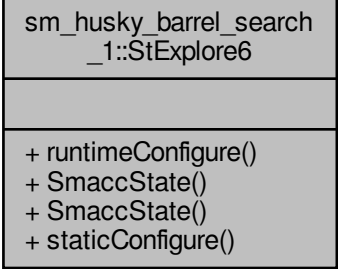 sm_husky_barrel_search
_1::StExplore6
+ runtimeConfigure()
+ SmaccState()
+ SmaccState()
+ staticConfigure()